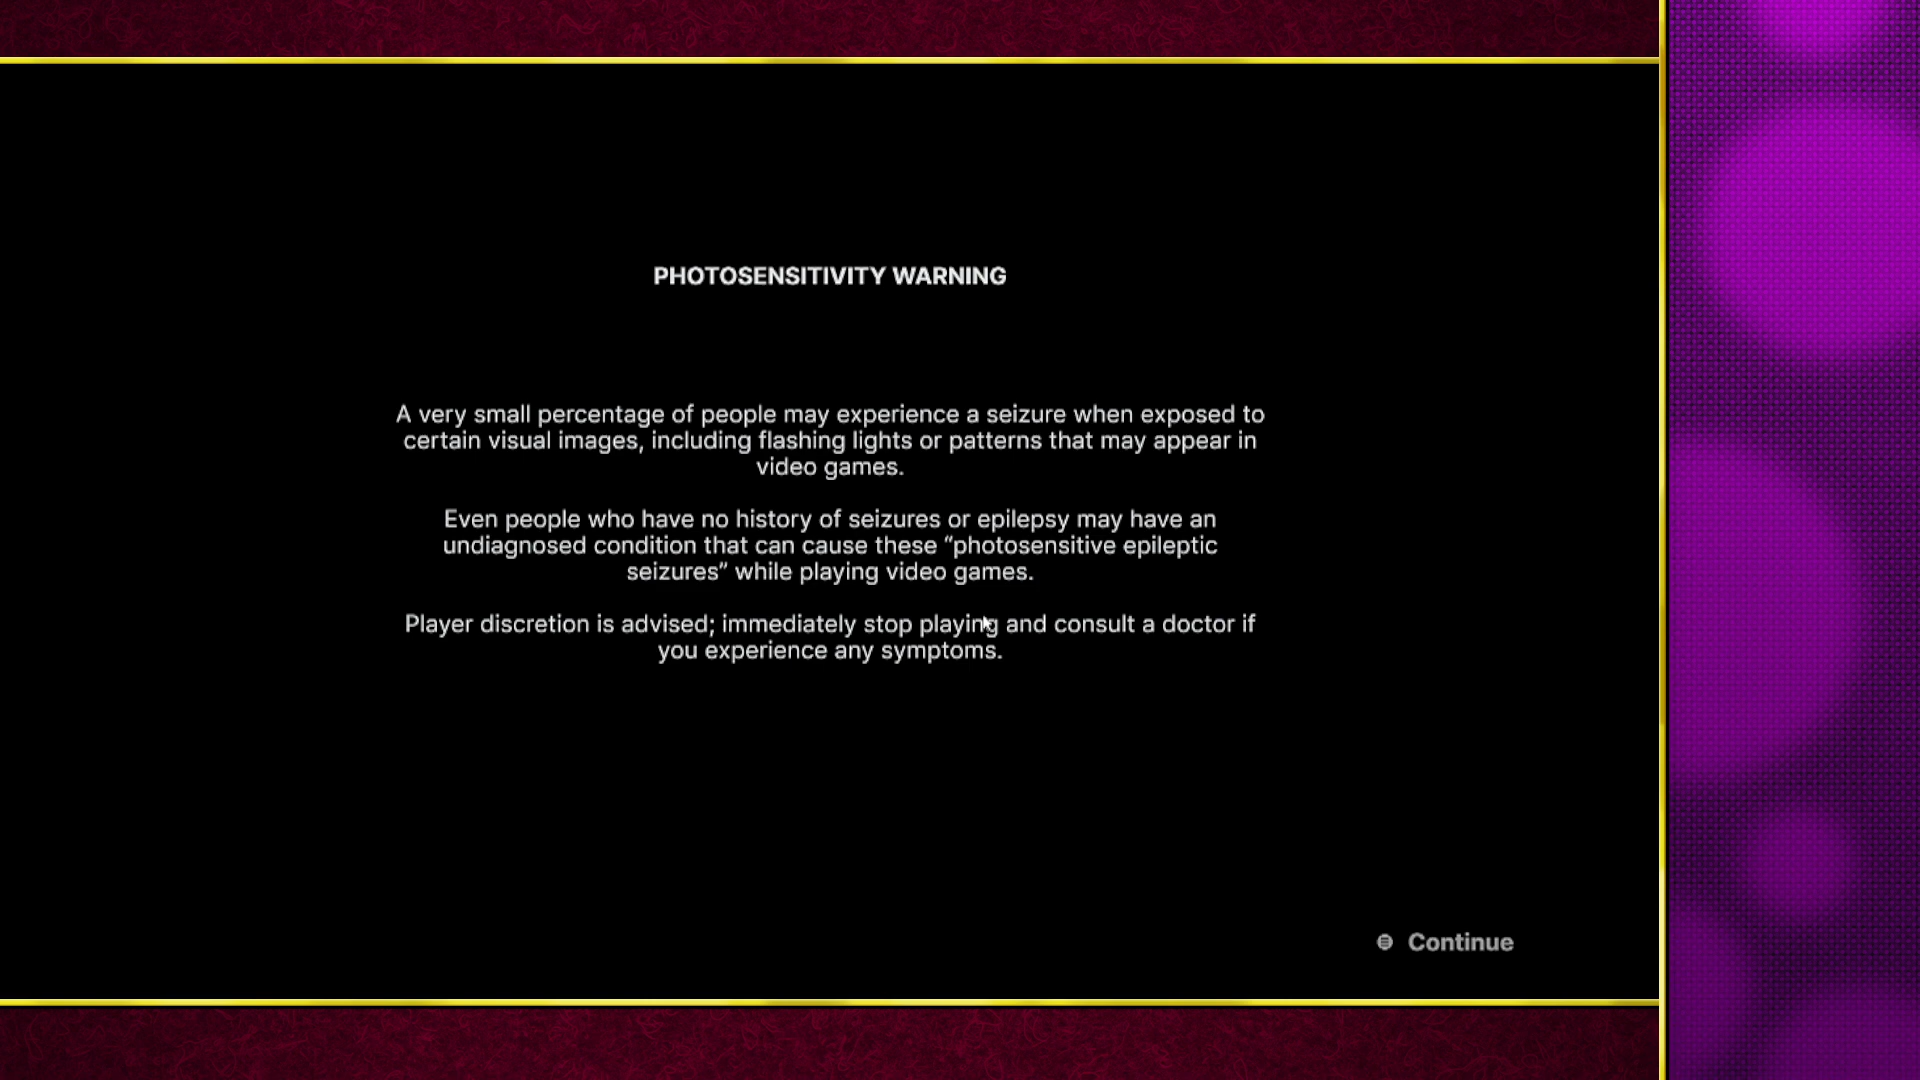 PHOTOSENSITIVITY WARNING
A very small percentage of people may experience a seizure when exposed to
certain visual images, including flashing lights or patterns that may appear in
video games.
Even people who have no history of seizures or epilepsy may have an
undiagnosed condition that can cause these “photosensitive epileptic
seizures” while playing video games.
Player discretion is advised; immediately stop playing and consult a doctor if
you experience any symptoms.
Continue